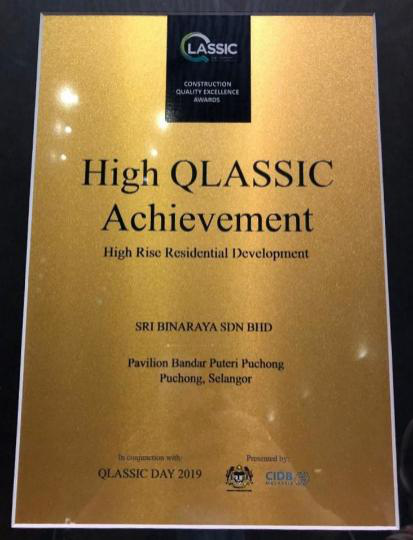 QLASSIC
CONSTRUCTION
QUALITY EXCELLENCE
AWARDS
High QLASSIC
Achievement
High Rise Residential Development
SRI BINARAYA SDN BHD
Pavilion Bandar Puteri Puchong
Puchong, Selangor
In conjunction with: Presented by:
QLASSIC DAY 2019 CIDB
MALAYSIA